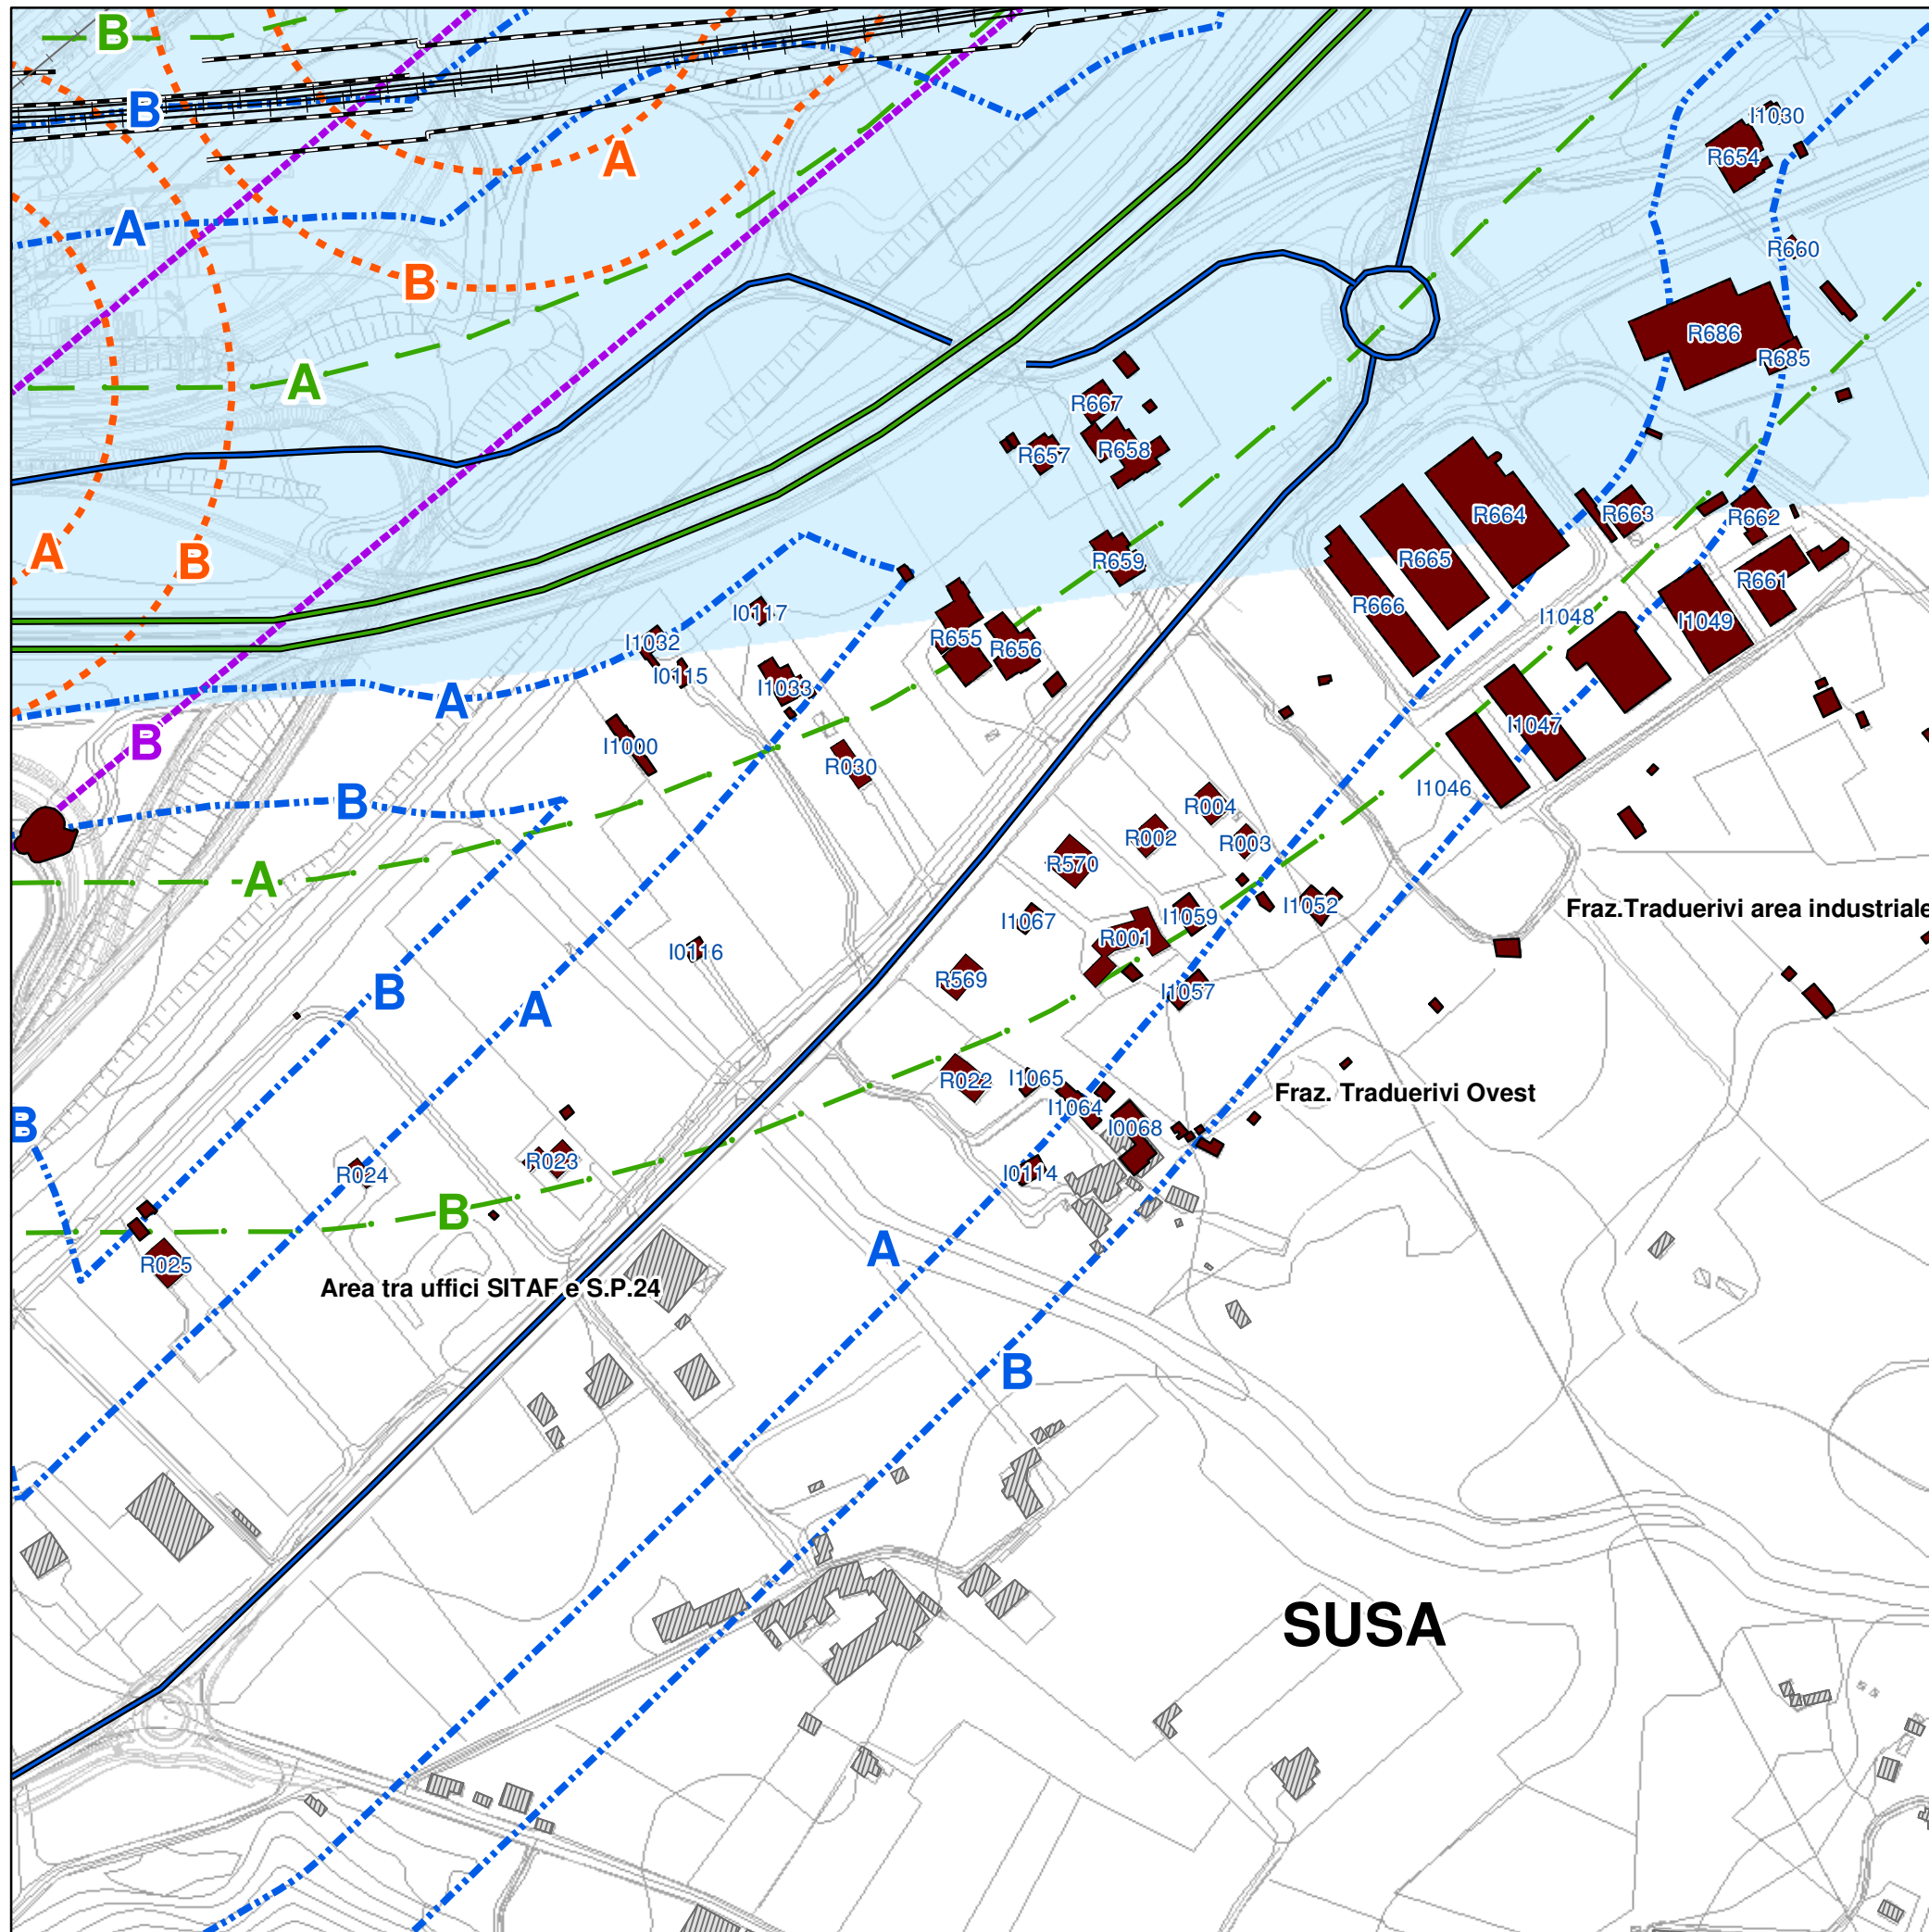 B
B
I1030
R654
A
A
R660
B
A
R686
R685
R667
R657
R658
R664
R663
R662
A
B
R665
R659
R661
R666
I0117
I1048
I1049
I1032
R655
R656
I0115
I1033
A
I1047
B
I1000
R030
I1046
B
R004
R002
R003
R570
A
I1052
Fraz.Traduerivi area industriale
I1059
I1067
R001
I0116
R569
B
A
I1057
I1065
R022
Fraz. Traduerivi Ovest
I1064
B
I0068
R023
R024
I0114
B
A
R025
Area tra uffici SITAF e S.P.24
B
SUSA